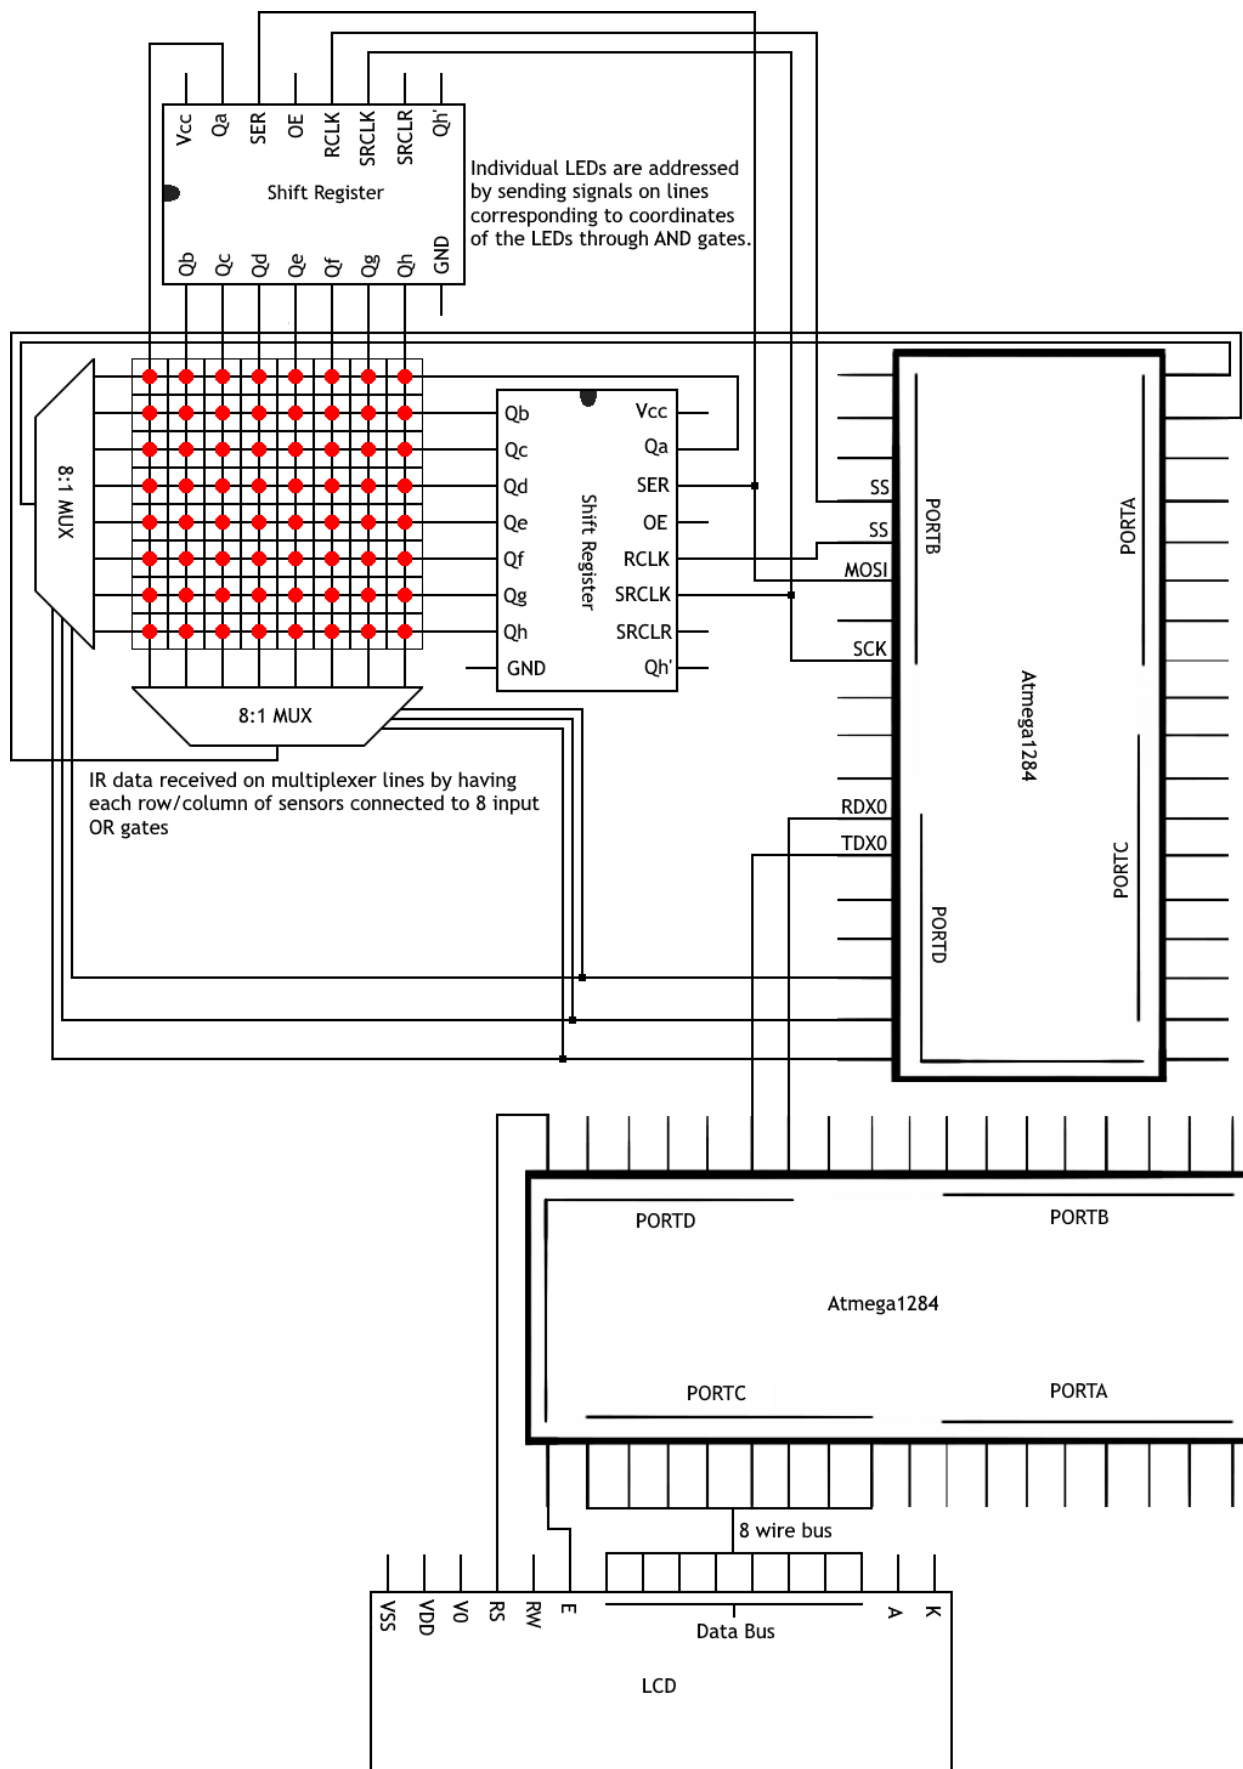 Vcc
Qa
SER
OE
RCLK
SRCLK
SRCLR
Qh'
Shift Register
Qb
Qc
Qd
Qe
Qf
Qg
Qh
GND
Individual LEDs are addressed
by sending signals on lines
corresponding to coordinates
of the LEDs through AND gates.
8:1 MUX
Qb
Qc
Qd
Qe
Qf
Qg
Qh
GND
Shift Register
Vcc
Qa
SER
OE
RCLK
SRCLK
SRCLR
Qh'
8:1 MUX
IR data received on multiplexer lines by having
each row/column of sensors connected to 8 input
OR gates
SS
SS
MOSI
SCK
RDX0
TDX0
PORTB
PORTA
Atmega1284
PORTC
PORTD
PORTD
PORTB
Atmega1284
PORTC
PORTA
8 wire bus
VSS
VDD
V0
RS
RW
E
Data Bus
A
K
LCD